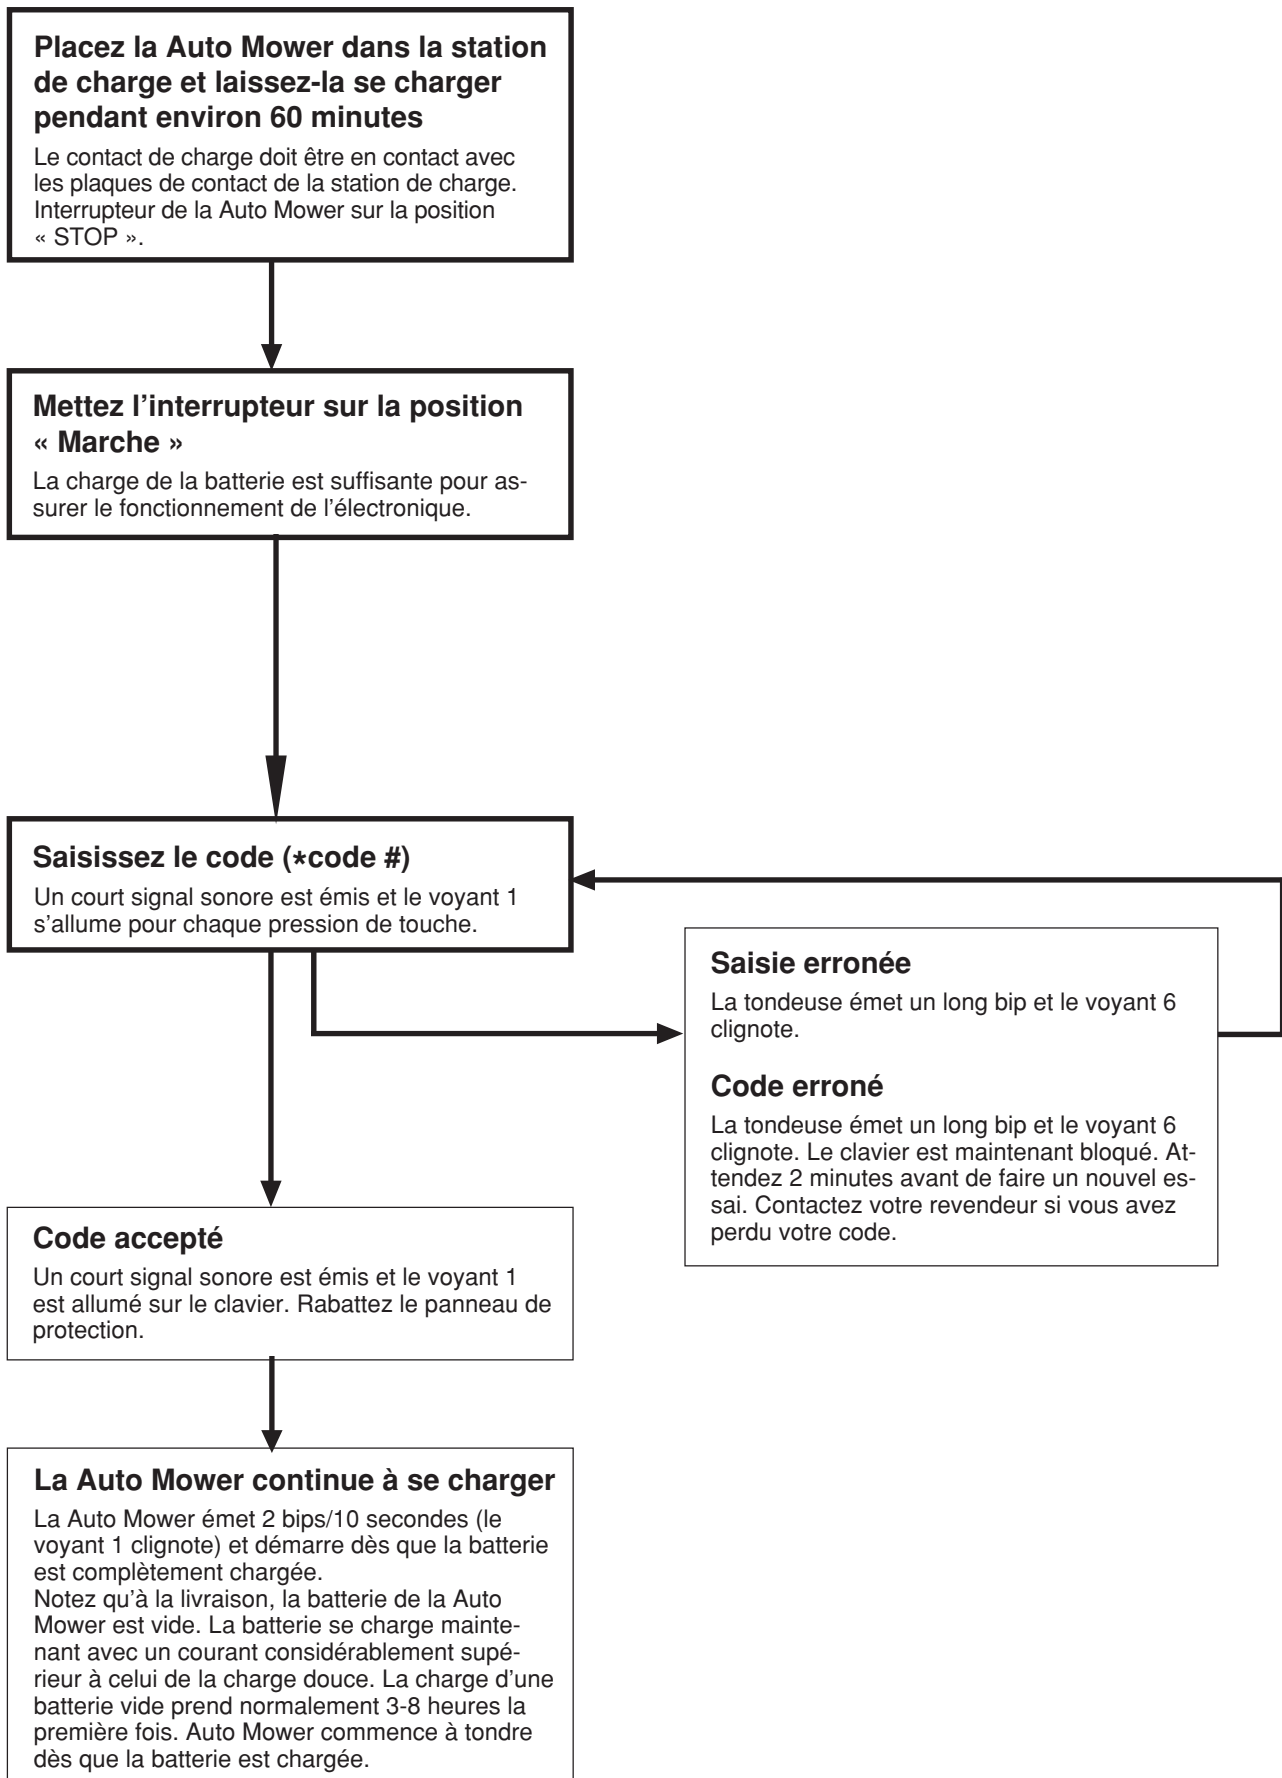 Placez la Auto Mower dans la station
de charge et laissez-la se charger
pendant environ 60 minutes
Le contact de charge doit être en contact avec
les plaques de contact de la station de charge.
Interrupteur de la Auto Mower sur la position
« STOP ».
Mettez l’interrupteur sur la position
« Marche »
La charge de la batterie est suffisante pour as-
surer le fonctionnement de l’électronique.
Saisissez le code (*code #)
Un court signal sonore est émis et le voyant 1
s’allume pour chaque pression de touche.
Saisie erronée
La tondeuse émet un long bip et le voyant 6
clignote.
Code erroné
La tondeuse émet un long bip et le voyant 6
clignote. Le clavier est maintenant bloqué. At-
tendez 2 minutes avant de faire un nouvel es-
sai. Contactez votre revendeur si vous avez
perdu votre code.
Code accepté
Un court signal sonore est émis et le voyant 1
est allumé sur le clavier. Rabattez le panneau de
protection.
La Auto Mower continue à se charger
La Auto Mower émet 2 bips/10 secondes (le
voyant 1 clignote) et démarre dès que la batterie
est complètement chargée.
Notez qu’à la livraison, la batterie de la Auto
Mower est vide. La batterie se charge mainte-
nant avec un courant considérablement supé-
rieur à celui de la charge douce. La charge d’une
batterie vide prend normalement 3-8 heures la
première fois. Auto Mower commence à tondre
dès que la batterie est chargée.